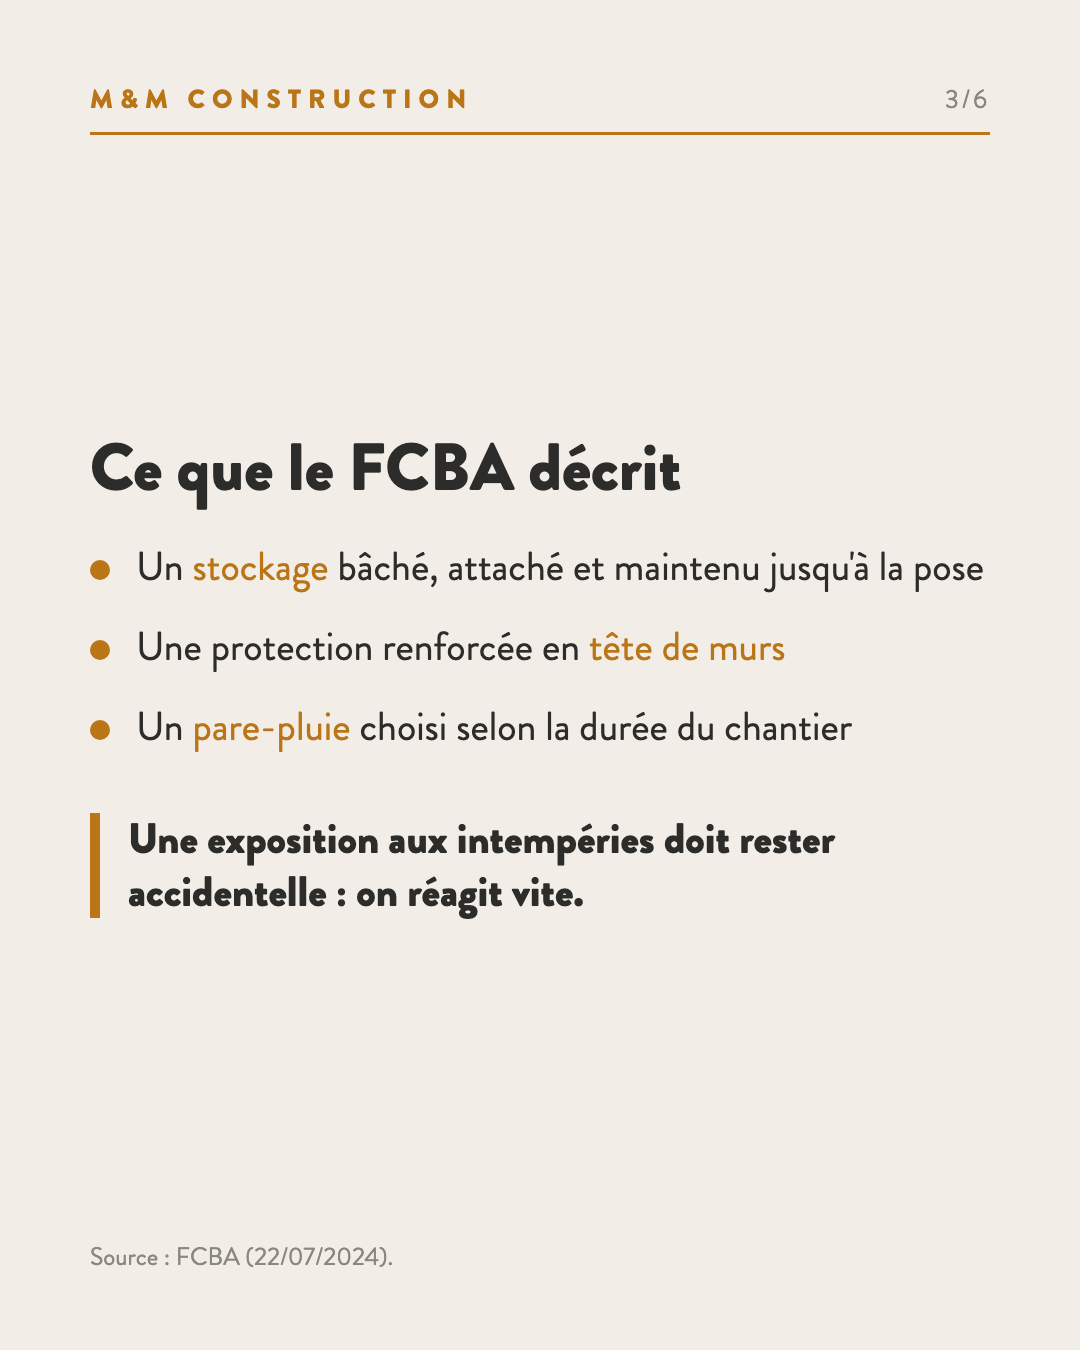 M&M CONSTRUCTION
3/6
Ce que le FCBA décrit
Un stockage bâché, attaché et maintenu jusqu'à la pose
Une protection renforcée en tête de murs
Un pare-pluie choisi selon la durée du chantier
Une exposition aux intempéries doit rester
accidentelle : on réagit vite.
Source : FCBA (22/07/2024).